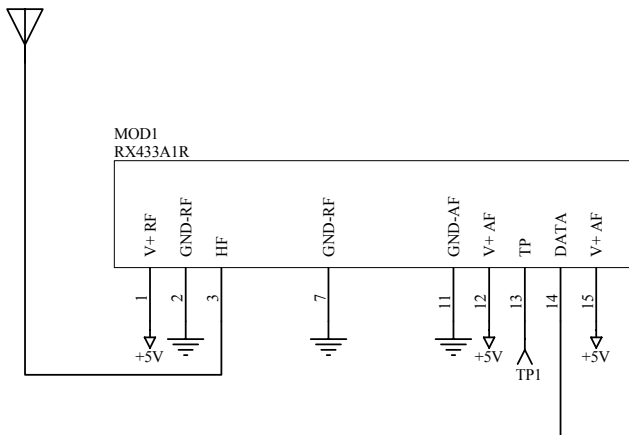 MOD1
RX433A1R
V+ RF
GND-RF
HF
GND-RF
GND-AF
V+ AF
TP
DATA
V+ AF
1
2
3
7
11
12
13
14
15
+5V
+5V
TP1
+5V